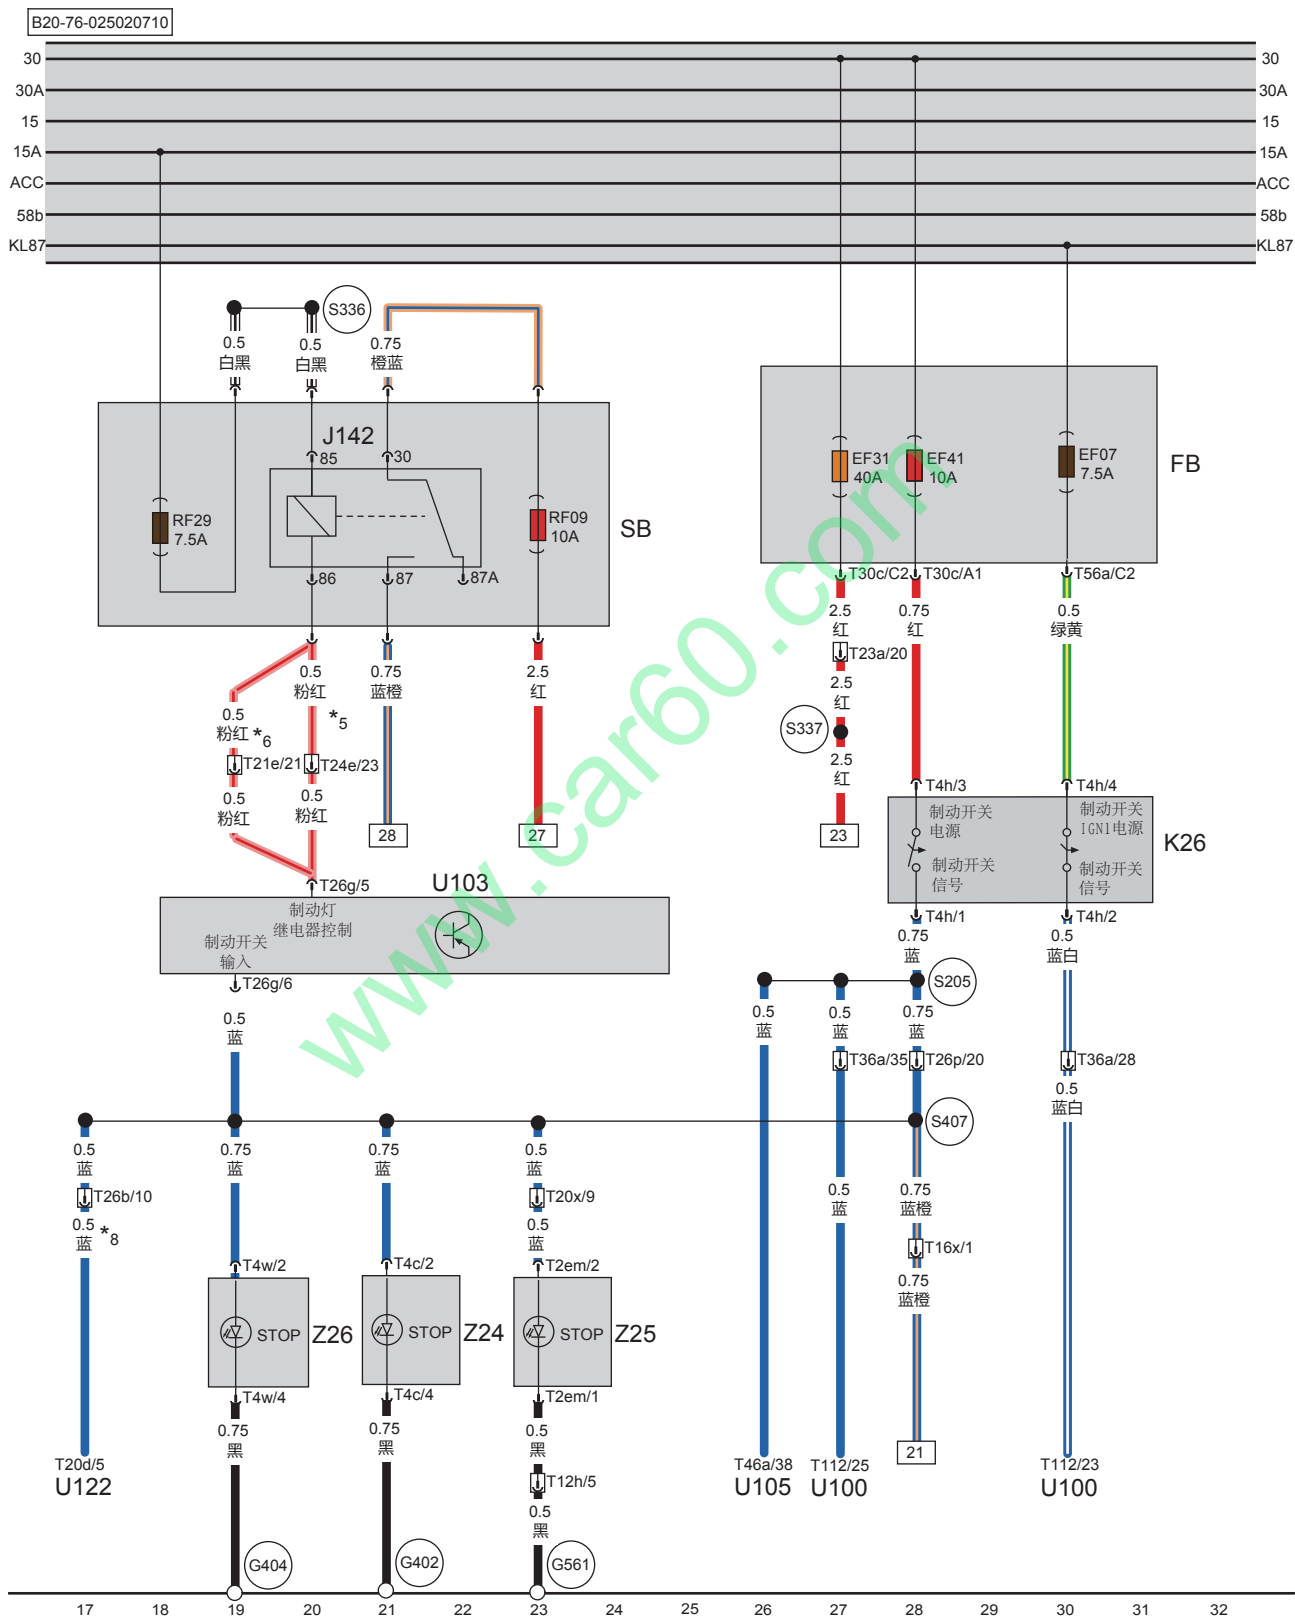 B20-76-025020710
30 30
30A 30A
15 15
15A 15A
ACC ACC
58b 58b
KL87 KL87
S336
0.5 0.5 0.75
白黑 白黑 橙蓝
J142
85 30
EF31 EF41 EF07
40A 10A 7.5A
FB
RF29 RF09
7.5A 10A
SB
86 87 87A
T30c/C2 T30c/A1 T56a/C2
2.5 0.75 0.5
红 红 绿黄
T23a/20
0.5 0.75 2.5 2.5
粉红 蓝橙 红 红
0.5 *5
粉红 *6
S337
T21e/21 T24e/23
2.5
红
0.5 0.5
粉红 粉红
T4h/3 T4h/4
28 27 23
制动开关 制动开关
电源 IGN1电源
K26
制动开关 制动开关
信号 信号
T26g/5
U103
制动灯
继电器控制
制动开关
输入
T4h/1 T4h/2
0.75 0.5
蓝 蓝白
T26g/6
S205
0.5 0.5 0.5 0.75
蓝 蓝 蓝 蓝
T36a/35 T26p/20 T36a/28
0.5
蓝白
S407
0.5 0.75 0.75 0.5
蓝 蓝 蓝 蓝
T26b/10 T20x/9
0.5 0.75
蓝 蓝橙
0.5 *8 0.5
蓝 蓝
T16x/1
T4w/2 T4c/2 T2em/2
0.75
蓝橙
STOP Z26 STOP Z24 STOP Z25
T4w/4 T4c/4 T2em/1
0.75 0.75 0.5
黑 黑 黑
21
T20d/5 T46a/38 T112/25 T112/23
U122 U105 U100 U100
T12h/5
0.5
黑
G404 G402 G561
17 18 19 20 21 22 23 24 25 26 27 28 29 30 31 32
www.car60.com